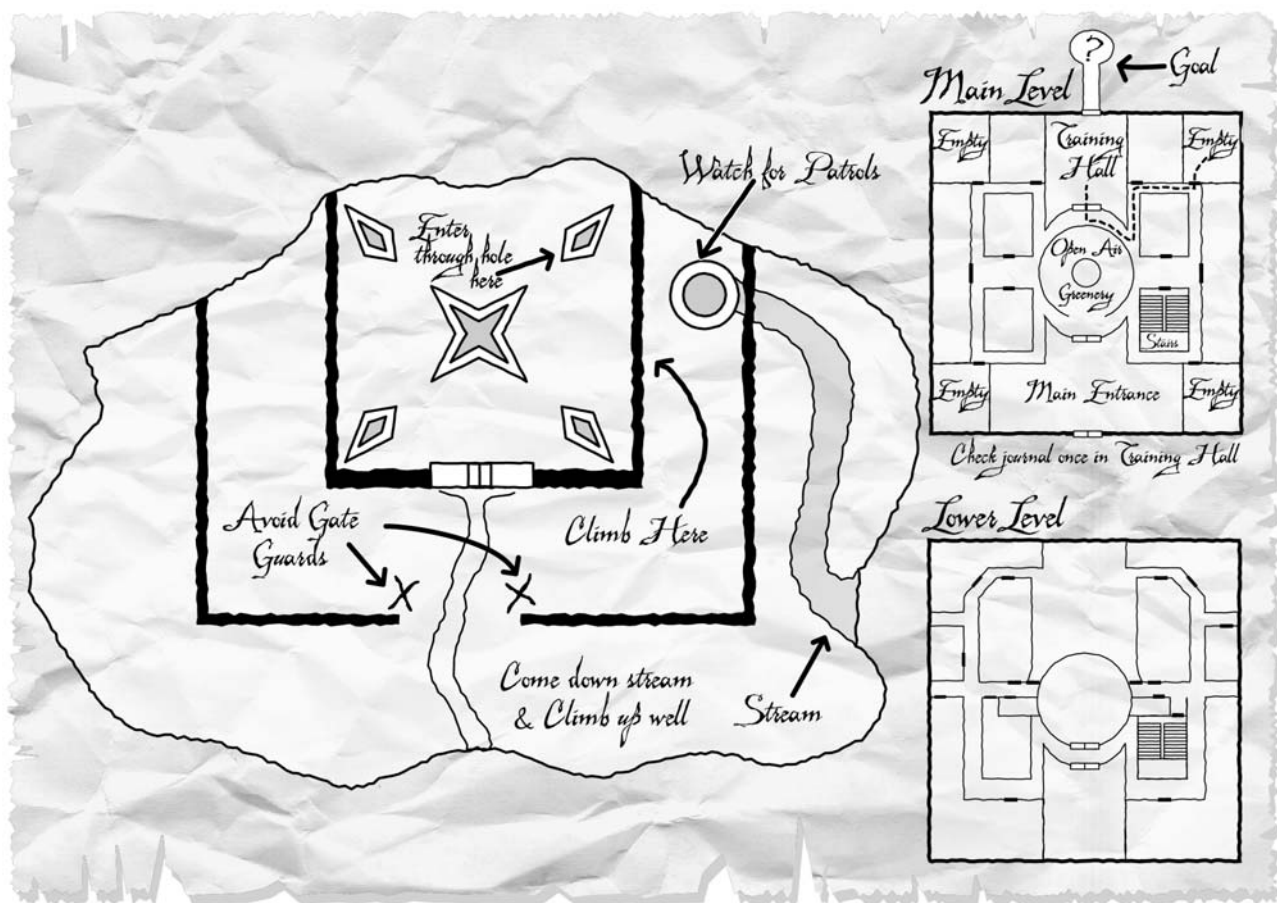 ?
Goal
Main Level
Empty
Training
Hall
Empty
Watch for Patrols
Enter
through hole
here
Open Air
Greenery
Stairs
Empty
Main Entrance
Empty
Check journal once in Training Hall
Avoid Gate
Guards
Climb Here
Lower Level
Come down stream
& Climb up well
Stream